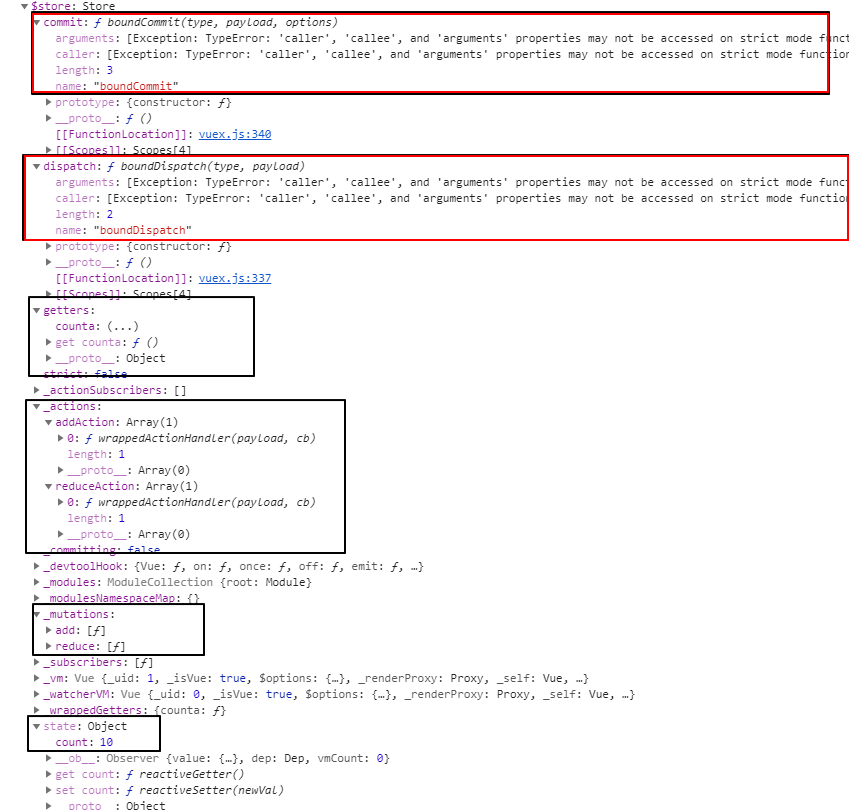 $store: Store
commit: ƒ boundCommit(type, payload, options)
arguments: [Exception: TypeError: 'caller', 'callee', and 'arguments' properties may not be accessed on strict mode funct
caller: [Exception: TypeError: 'caller', 'callee', and 'arguments' properties may not be accessed on strict mode function
length: 3
name: "boundCommit"
prototype: {constructor: ƒ}
__proto__: ƒ ()
[[FunctionLocation]]: vuex.js:340
[[Scopes]]: Scopes[4]
dispatch: ƒ boundDispatch(type, payload)
arguments: [Exception: TypeError: 'caller', 'callee', and 'arguments' properties may not be accessed on strict mode funct
caller: [Exception: TypeError: 'caller', 'callee', and 'arguments' properties may not be accessed on strict mode function
length: 2
name: "boundDispatch"
prototype: {constructor: ƒ}
__proto__: ƒ ()
[[FunctionLocation]]: vuex.js:337
[[Scopes]]: Scopes[4]
getters:
counta: (...)
get counta: ƒ ()
__proto__: Object
strict: false
_actionSubscribers: []
_actions:
addAction: Array(1)
0: ƒ wrappedActionHandler(payload, cb)
length: 1
__proto__: Array(0)
reduceAction: Array(1)
0: ƒ wrappedActionHandler(payload, cb)
length: 1
__proto__: Array(0)
_committing: false
_devtoolHook: {Vue: ƒ, on: ƒ, once: ƒ, off: ƒ, emit: ƒ, …}
_modules: ModuleCollection {root: Module}
_modulesNamespaceMap: {}
_mutations:
add: [ƒ]
reduce: [ƒ]
_subscribers: [ƒ]
_vm: Vue {_uid: 1, _isVue: true, $options: {…}, _renderProxy: Proxy, _self: Vue, …}
_watcherVM: Vue {_uid: 0, _isVue: true, $options: {…}, _renderProxy: Proxy, _self: Vue, …}
_wrappedGetters: {counta: ƒ}
state: Object
count: 10
__ob__: Observer {value: {…}, dep: Dep, vmCount: 0}
get count: ƒ reactiveGetter()
set count: ƒ reactiveSetter(newVal)
__proto__: Object